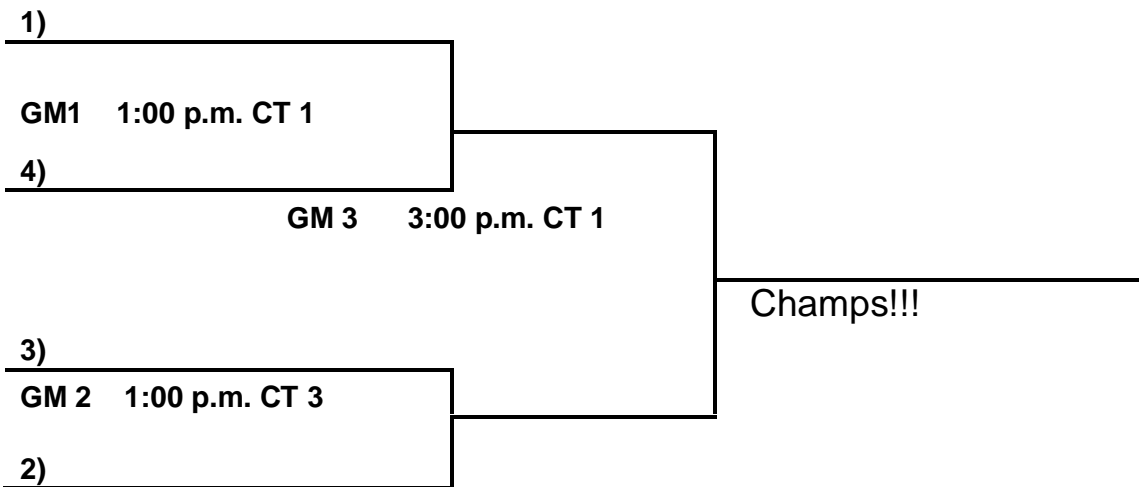 1)
GM1 1:00 p.m. CT 1
4)
GM 3 3:00 p.m. CT 1
Champs!!!
3)
GM 2 1:00 p.m. CT 3
2)